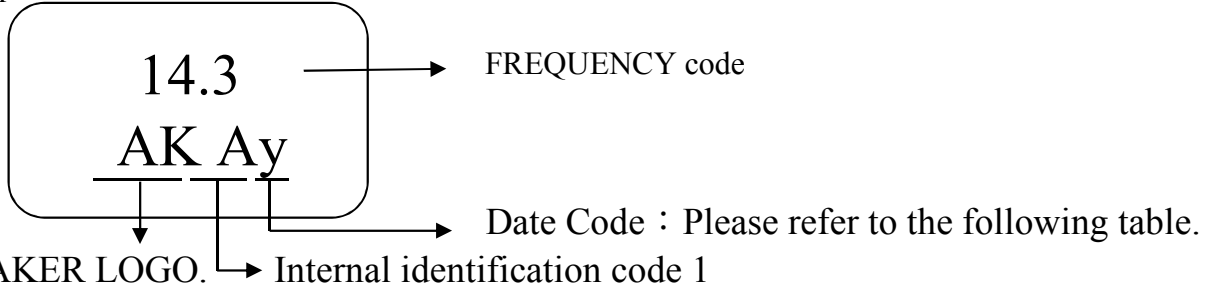 14.3
FREQUENCY code
AK Ay
Date Code：Please refer to the following table.
AKER LOGO.
Internal identification code 1